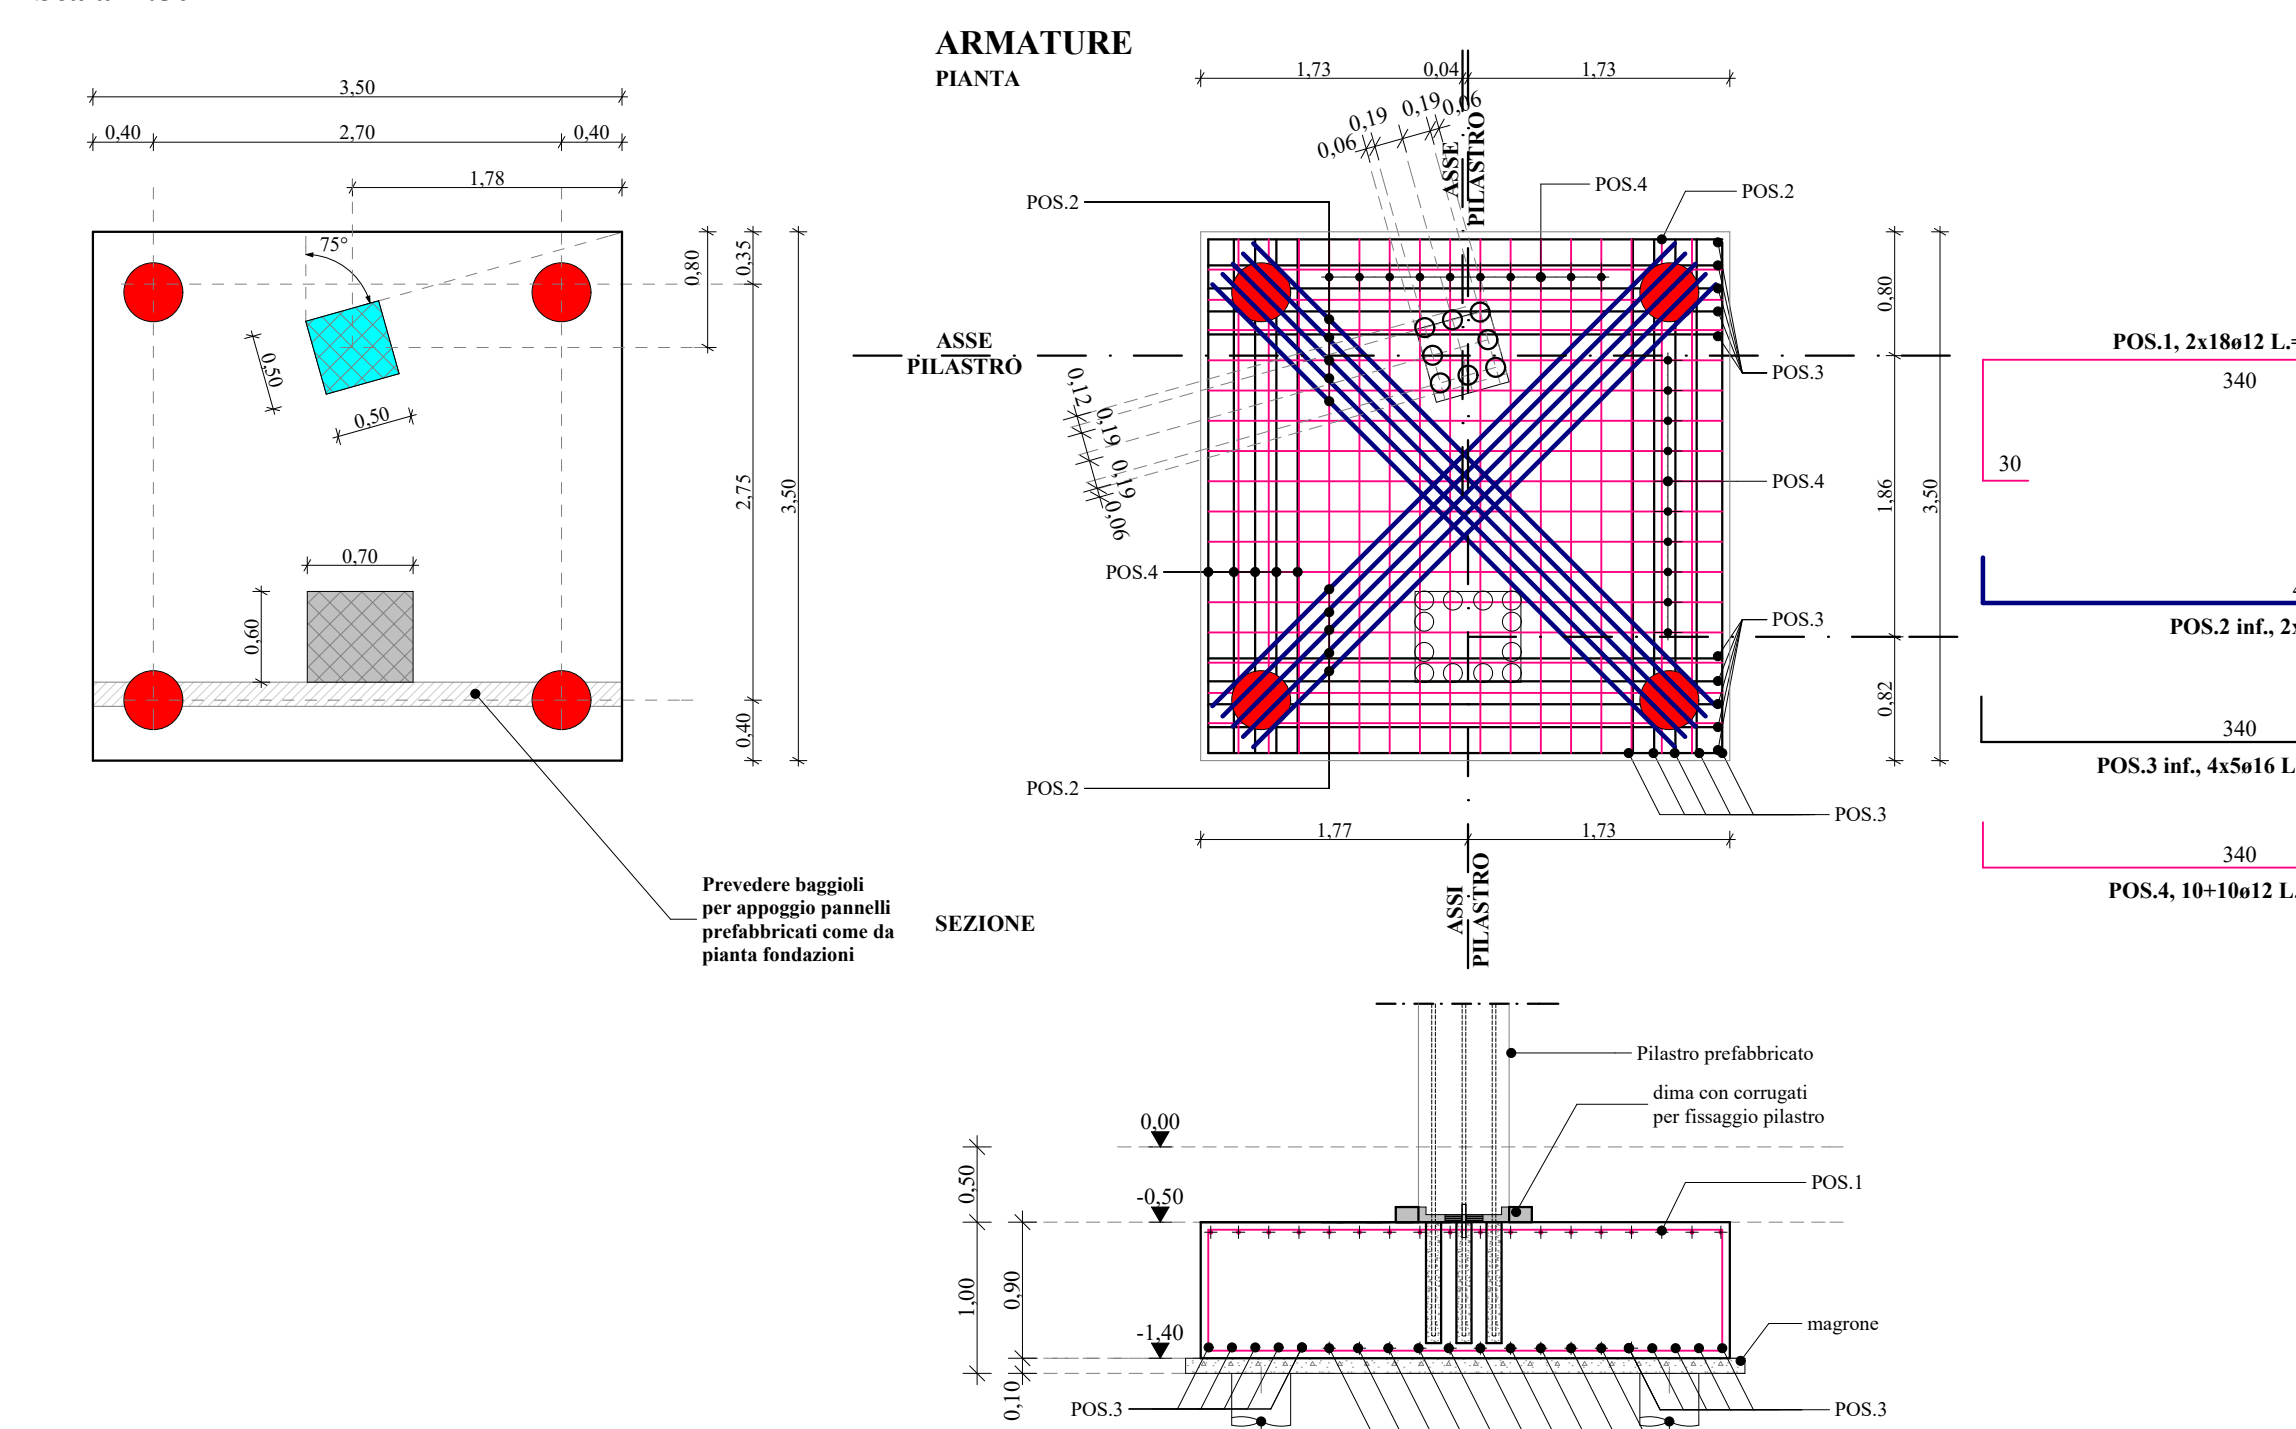 ARMATURE
PIANTA
3,50
0,40
2,70
0,40
1,78
75°
0,80
0,35
2,75
3,50
0,40
0,50
0,50
0,70
0,60
Prevedere baggioli
per appoggio pannelli
prefabbricati come da
pianta fondazioni
1,73
0,04
1,73
0,06
0,19
0,19
0,06
ASSE
PILASTRO
POS.2
POS.4
POS.2
ASSE
PILASTRO
POS.3
0,12
0,19
0,19
0,06
POS.4
POS.4
POS.3
POS.2
POS.3
0,80
1,86
3,50
0,82
1,77
1,73
ASSI
PILASTRO
POS.1, 2x18ø12 L.=
340
30
POS.2 inf., 2x
340
POS.3 inf., 4x5ø16 L
340
POS.4, 10+10ø12 L.
SEZIONE
Pilastro prefabbricato
dima con corrugati
per fissaggio pilastro
0,00
0,50
-0,50
POS.1
1,00
0,90
-1,40
magrone
0,10
POS.3
POS.3